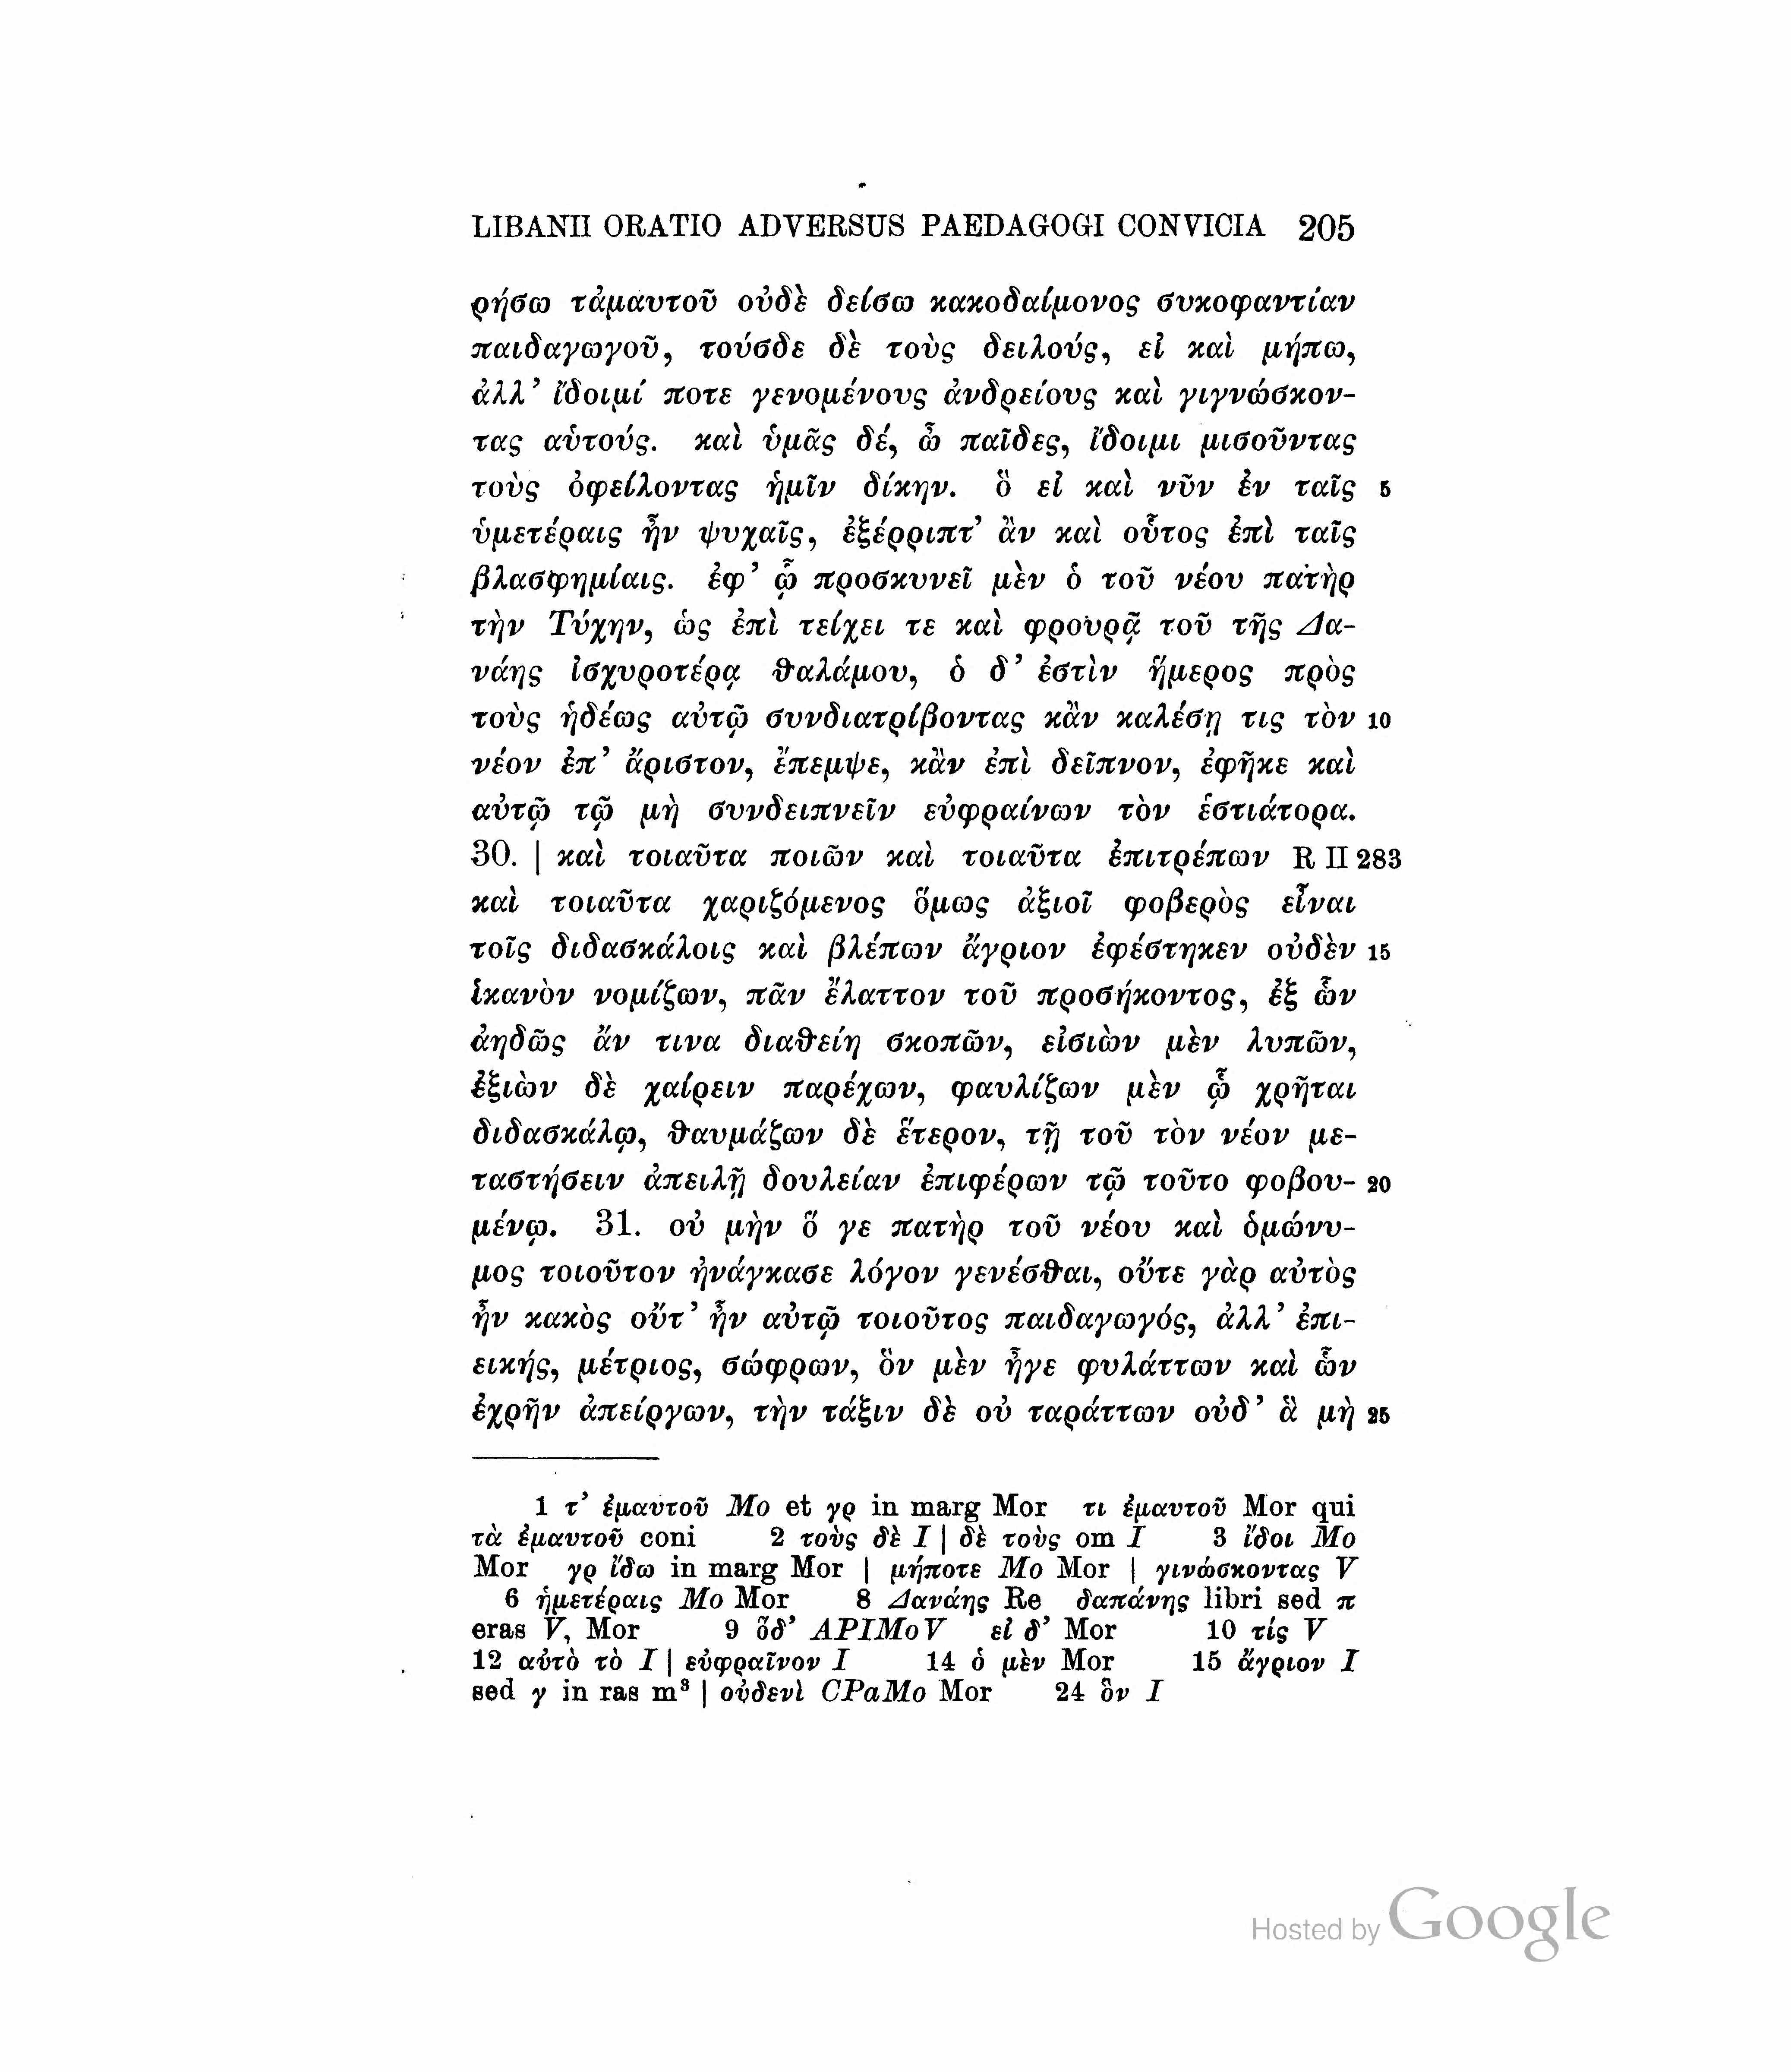 LIBANII ORATIO ADVERSUS PAEDAGOGI CONVICIA 205
ρήσω τἀμαυτοῦ οὐδὲ δείσω κακοδαίμονος συκοφαντίαν
παιδαγωγοῦ, τούσδε δὲ τοὺς δειλούς, εἰ καὶ μήπω,
ἀλλ’ ἴδοιμί ποτε γενομένους ἀνδρείους καὶ γιγνώσκον-
τας αὑτούς. καὶ ὑμᾶς δέ, ὦ παῖδες, ἴδοιμι μισοῦντας
τοὺς ὀφείλοντας ἡμῖν δίκην. ὃ εἰ καὶ νῦν ἐν ταῖς 5
ὑμετέραις ἦν ψυχαῖς, ἐξέρριπτ’ ἂν καὶ οὗτος ἐπὶ ταῖς
βλασφημίαις. ἐφ’ ᾧ προσκυνεῖ μὲν ὁ τοῦ νέου πατὴρ
τὴν Τύχην, ὡς ἐπὶ τείχει τε καὶ φρουρᾷ τοῦ τῆς Δα-
νάης ἰσχυροτέρᾳ θαλάμου, ὁ δ’ ἐστὶν ἥμερος πρὸς
τοὺς ἡδέως αὐτῷ συνδιατρίβοντας κἂν καλέσῃ τις τὸν 10
νέον ἐπ’ ἄριστον, ἔπεμψε, κἂν ἐπὶ δεῖπνον, ἐφῆκε καὶ
αὐτῷ τῷ μὴ συνδειπνεῖν εὐφραίνων τὸν ἑστιάτορα.
30. | καὶ τοιαῦτα ποιῶν καὶ τοιαῦτα ἐπιτρέπων R II 283
καὶ τοιαῦτα χαριζόμενος ὅμως ἀξιοῖ φοβερὸς εἶναι
τοῖς διδασκάλοις καὶ βλέπων ἄγριον ἐφέστηκεν οὐδὲν 15
ἱκανὸν νομίζων, πᾶν ἔλαττον τοῦ προσήκοντος, ἐξ ὧν
ἀηδῶς ἄν τινα διαθείη σκοπῶν, εἰσιὼν μὲν λυπῶν,
ἐξιὼν δὲ χαίρειν παρέχων, φαυλίζων μὲν ᾧ χρῆται
διδασκάλῳ, θαυμάζων δὲ ἕτερον, τῇ τοῦ τὸν νέον με-
ταστήσειν ἀπειλῇ δουλείαν ἐπιφέρων τῷ τοῦτο φοβου- 20
μένῳ. 31. οὐ μὴν ὅ γε πατὴρ τοῦ νέου καὶ ὁμώνυ-
μος τοιοῦτον ἠνάγκασε λόγον γενέσθαι, οὔτε γὰρ αὐτὸς
ἦν κακὸς οὔτ’ ἦν αὐτῷ τοιοῦτος παιδαγωγός, ἀλλ’ ἐπι-
εικής, μέτριος, σώφρων, ὃν μὲν ἦγε φυλάττων καὶ ὧν
ἐχρῆν ἀπείργων, τὴν τάξιν δὲ οὐ ταράττων οὐδ’ ἃ μὴ 25
1 τ’ ἐμαυτοῦ Mo et γρ in marg Mor τι ἐμαυτοῦ Mor qui
τὰ ἐμαυτοῦ coni 2 τοὺς δὲ I | δὲ τοὺς om I 3 ἴδοι Mo
Mor γρ ἴδω in marg Mor | μήποτε Mo Mor | γινώσκοντας V
6 ἡμετέραις Mo Mor 8 Δανάης Re δαπάνης libri sed π
eras V, Mor 9 ὅδ’ APIMoV εἰ δ’ Mor 10 τίς V
12 αὐτὸ τὸ I | εὐφραῖνον I 14 ὁ μὲν Mor 15 ἄγριον I
sed γ in ras m³ | οὐδενὶ CPaMo Mor 24 ὃν I
Hosted by Google